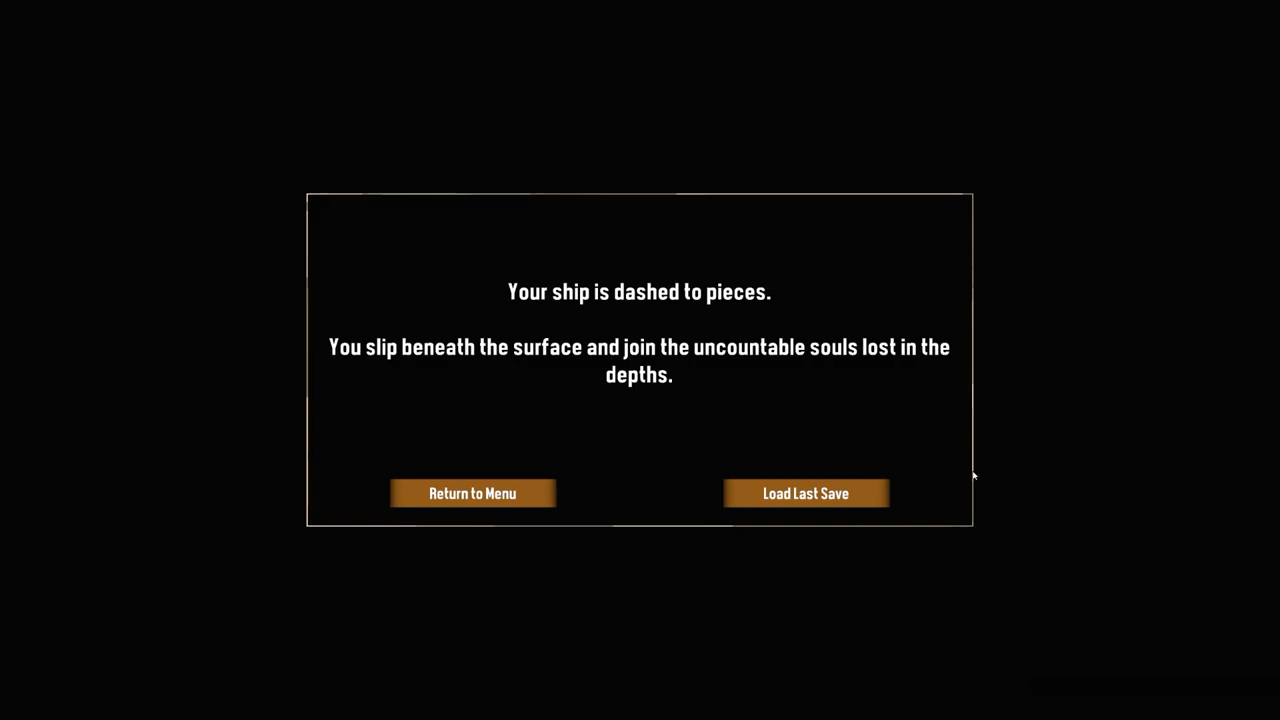 Your ship is dashed to pieces.
You slip beneath the surface and join the uncountable souls lost in the
depths.
Return to Menu
Load Last Save